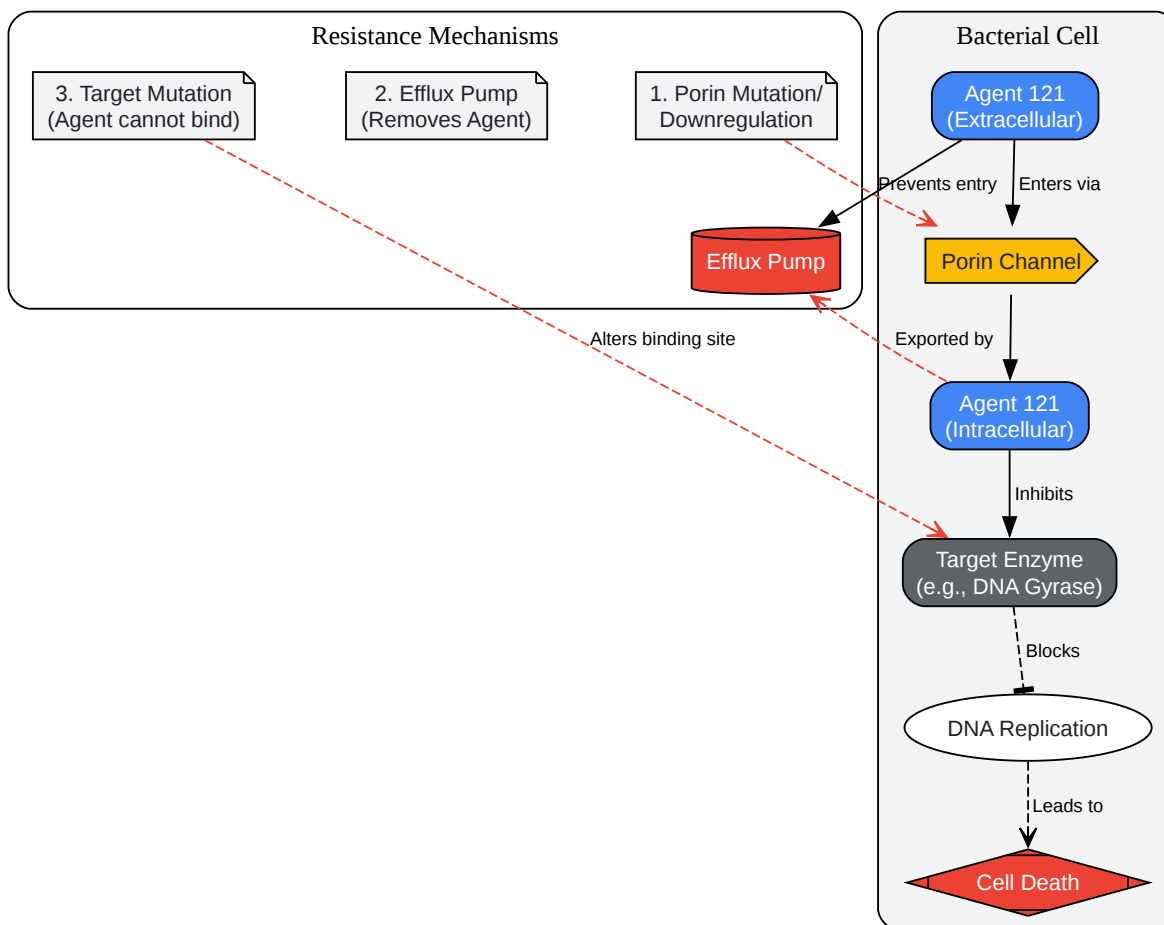 Resistance Mechanisms
Bacterial Cell
3. Target Mutation
(Agent cannot bind)
2. Efflux Pump
(Removes Agent)
1. Porin Mutation/
Downregulation
Agent 121
(Extracellular)
Prevents entry
Enters via
Efflux Pump
Porin Channel
Alters binding site
Exported by
Agent 121
(Intracellular)
Inhibits
Target Enzyme
(e.g., DNA Gyrase)
Blocks
DNA Replication
Leads to
Cell Death